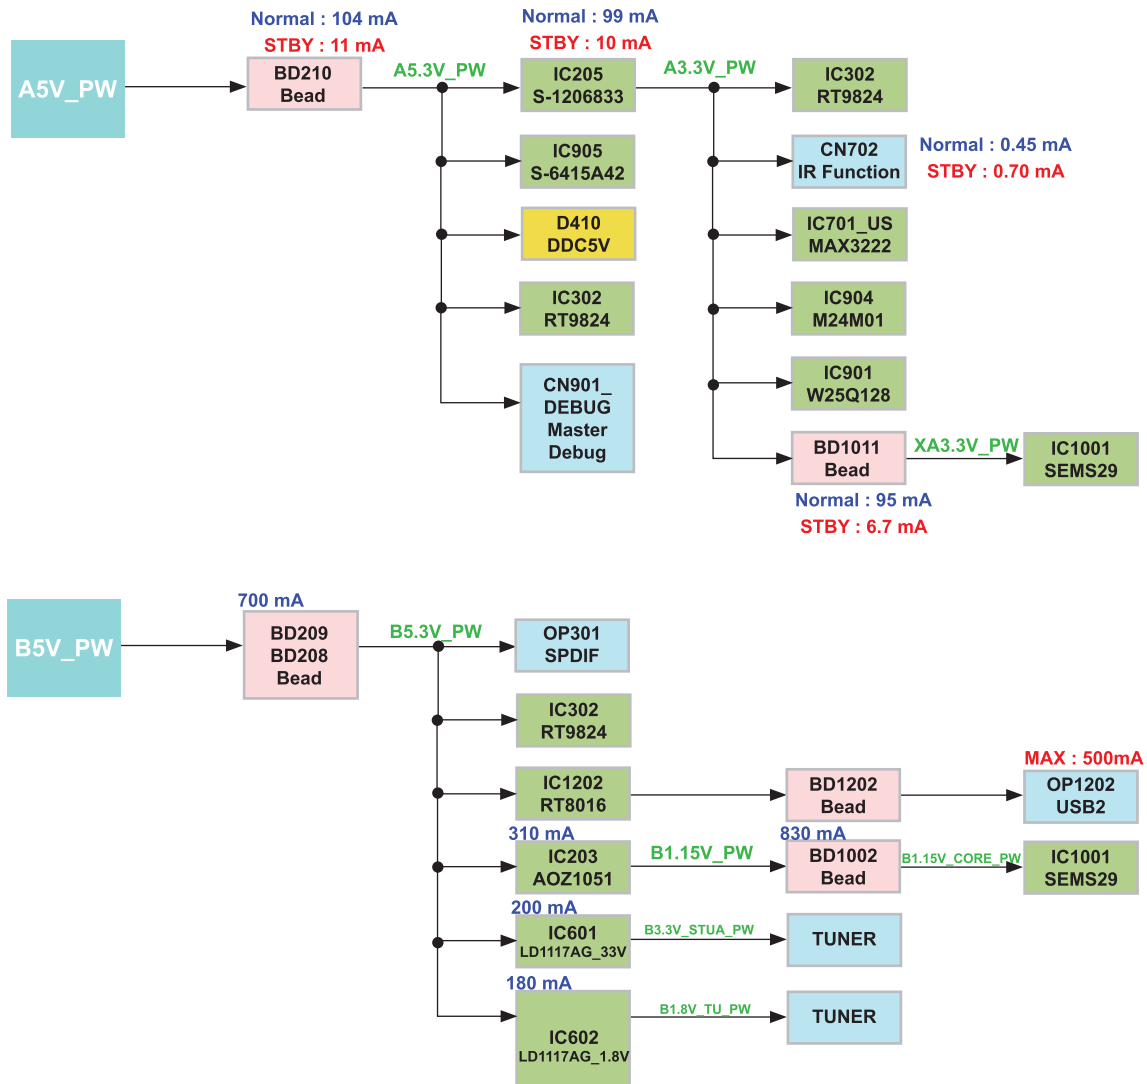 Normal : 104 mA
STBY : 11 mA
Normal : 99 mA
STBY : 10 mA
A5V_PW
BD210
Bead
A5.3V_PW
IC205
S-1206833
A3.3V_PW
IC302
RT9824
IC905
S-6415A42
CN702
IR Function
Normal : 0.45 mA
STBY : 0.70 mA
D410
DDC5V
IC701_US
MAX3222
IC302
RT9824
IC904
M24M01
CN901_
DEBUG
Master
Debug
IC901
W25Q128
BD1011
Bead
XA3.3V_PW
IC1001
SEMS29
Normal : 95 mA
STBY : 6.7 mA
700 mA
B5V_PW
BD209
BD208
Bead
B5.3V_PW
OP301
SPDIF
IC302
RT9824
IC1202
RT8016
BD1202
Bead
MAX : 500mA
OP1202
USB2
310 mA
IC203
AOZ1051
B1.15V_PW
830 mA
BD1002
Bead
B1.15V_CORE_PW
IC1001
SEMS29
200 mA
IC601
LD1117AG_33V
B3.3V_STUA_PW
TUNER
180 mA
IC602
LD1117AG_1.8V
B1.8V_TU_PW
TUNER